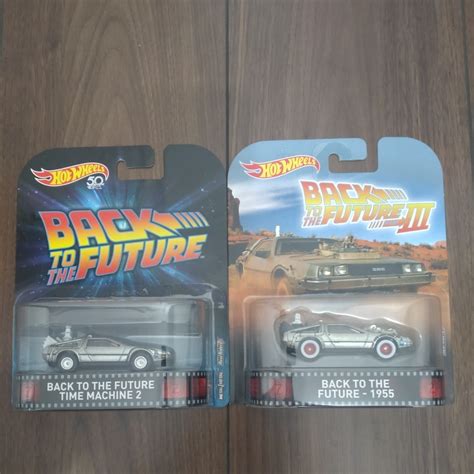 HOT WHEELS
50
BACK
TO THE FUTURE
BACK TO THE FUTURE
TIME MACHINE 2
HOT WHEELS
BACK
TO THE FUTURE
PART III
BACK TO THE
FUTURE - 1955